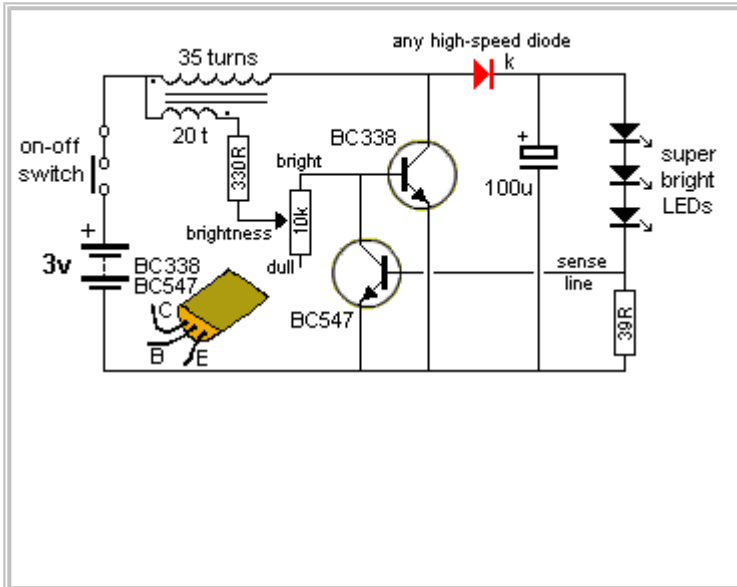 any high-speed diode
35 turns
k
20 t
on-off
switch
330R
bright
BC338
+
100u
super
bright
LEDs
brightness
10k
+
3v
BC338
BC547
dull
sense
line
C
B
E
BC547
39R